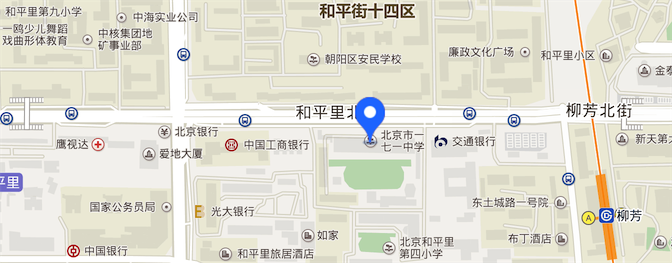 和平里第九小学
中海实业公司
和平街十四区
一鸥少儿舞蹈
戏曲形体教育
中核集团地
矿事业部
朝阳区安民学校
廉政文化广场
和平里小区
金泰
和平里北
柳芳北街
北京银行
北京市一
七一中学
鹰视达
中国工商银行
交通银行
新天第
爱地大厦
国家公务员局
光大银行
东土城路一号院
A
柳芳
平里
如家
布丁酒店
中国银行
和平里旅居酒店
北京和平里
第四小学